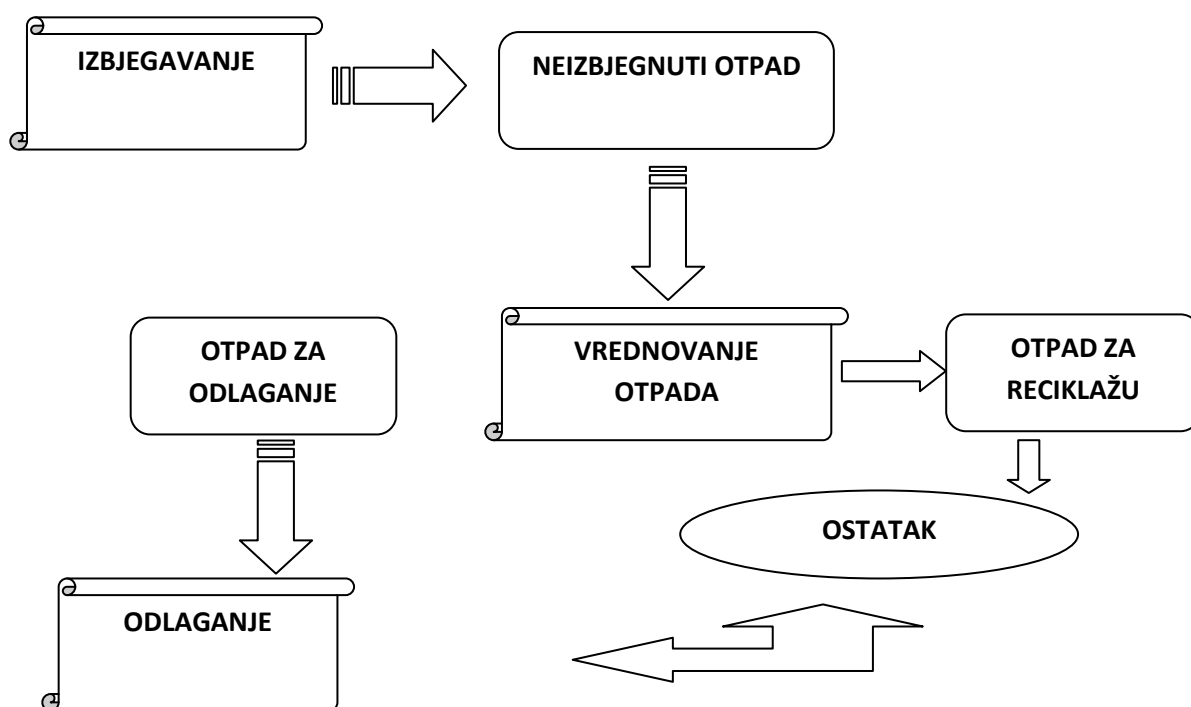 IZBJEGAVANJE
NEIZBJEGNUTI OTPAD
OTPAD ZA
ODLAGANJE
VREDNOVANJE
OTPADA
OTPAD ZA
RECIKLAŽU
OSTATAK
ODLAGANJE